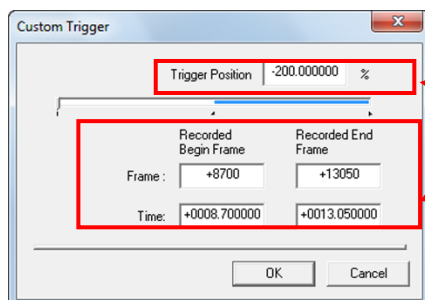 Custom Trigger
Trigger Position -200.000000 %
Recorded Begin Frame Recorded End Frame
Frame : +8700 +13050
Time: +0008.700000 +0013.050000
OK Cancel